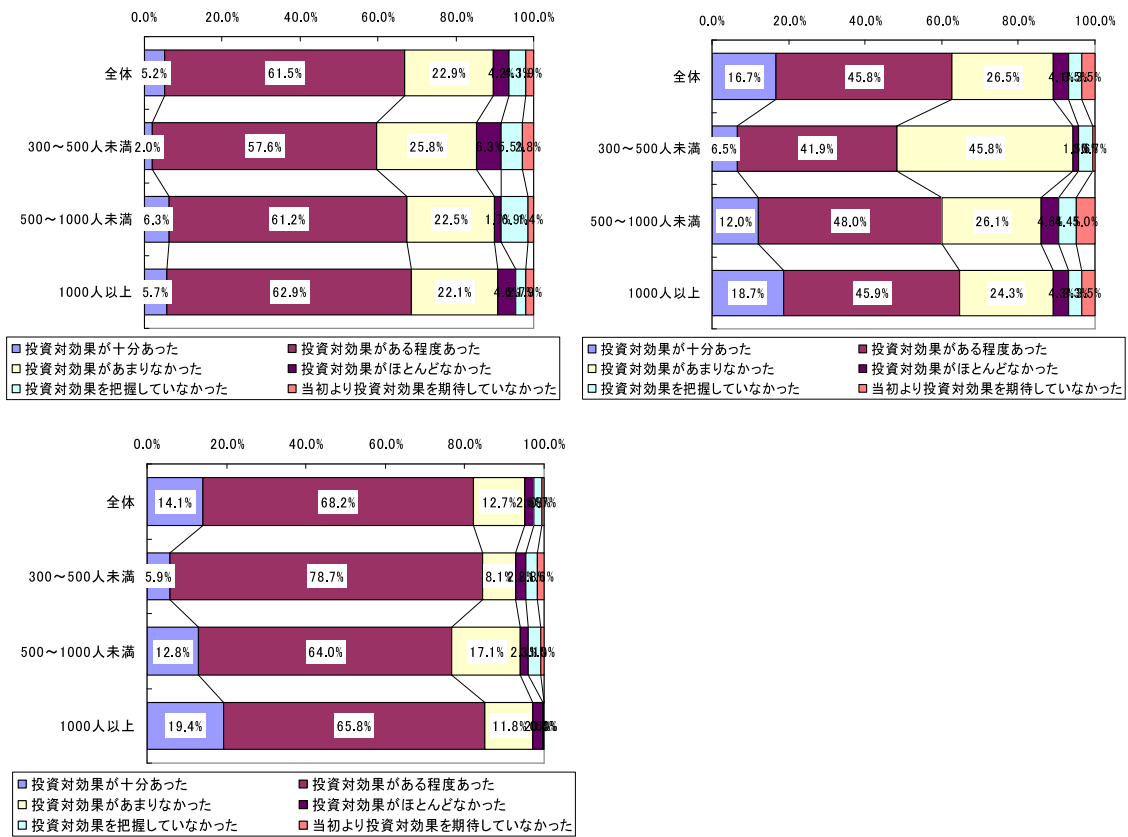 0.0% 20.0% 40.0% 60.0% 80.0% 100.0%
全体 5.2% 61.5% 22.9%
300～500人未満 2.0% 57.6% 25.8% 6.3%
500～1000人未満 6.3% 61.2% 22.5%
1000人以上 5.7% 62.9% 22.1%
投資対効果が十分あった 投資対効果がある程度あった
投資対効果があまりなかった 投資対効果がほとんどなかった
投資対効果を把握していなかった 当初より投資対効果を期待していなかった
0.0% 20.0% 40.0% 60.0% 80.0% 100.0%
全体 16.7% 45.8% 26.5%
300～500人未満 6.5% 41.9% 45.8%
500～1000人未満 12.0% 48.0% 26.1%
1000人以上 18.7% 45.9% 24.3%
投資対効果が十分あった 投資対効果がある程度あった
投資対効果があまりなかった 投資対効果がほとんどなかった
投資対効果を把握していなかった 当初より投資対効果を期待していなかった
0.0% 20.0% 40.0% 60.0% 80.0% 100.0%
全体 14.1% 68.2% 12.7%
300～500人未満 5.9% 78.7% 8.1%
500～1000人未満 12.8% 64.0% 17.1%
1000人以上 19.4% 65.8% 11.8%
投資対効果が十分あった 投資対効果がある程度あった
投資対効果があまりなかった 投資対効果がほとんどなかった
投資対効果を把握していなかった 当初より投資対効果を期待していなかった